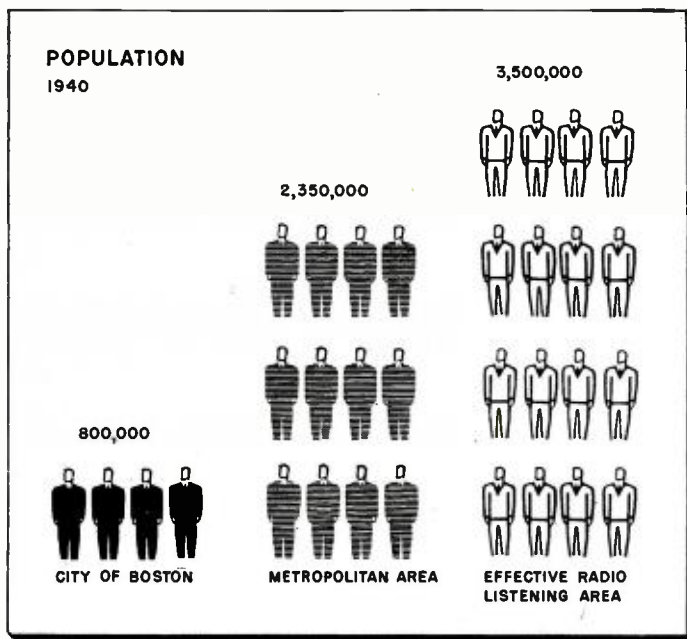 POPULATION
1940
3,500,000
2,350,000
800,000
CITY OF BOSTON
METROPOLITAN AREA
EFFECTIVE RADIO
LISTENING AREA